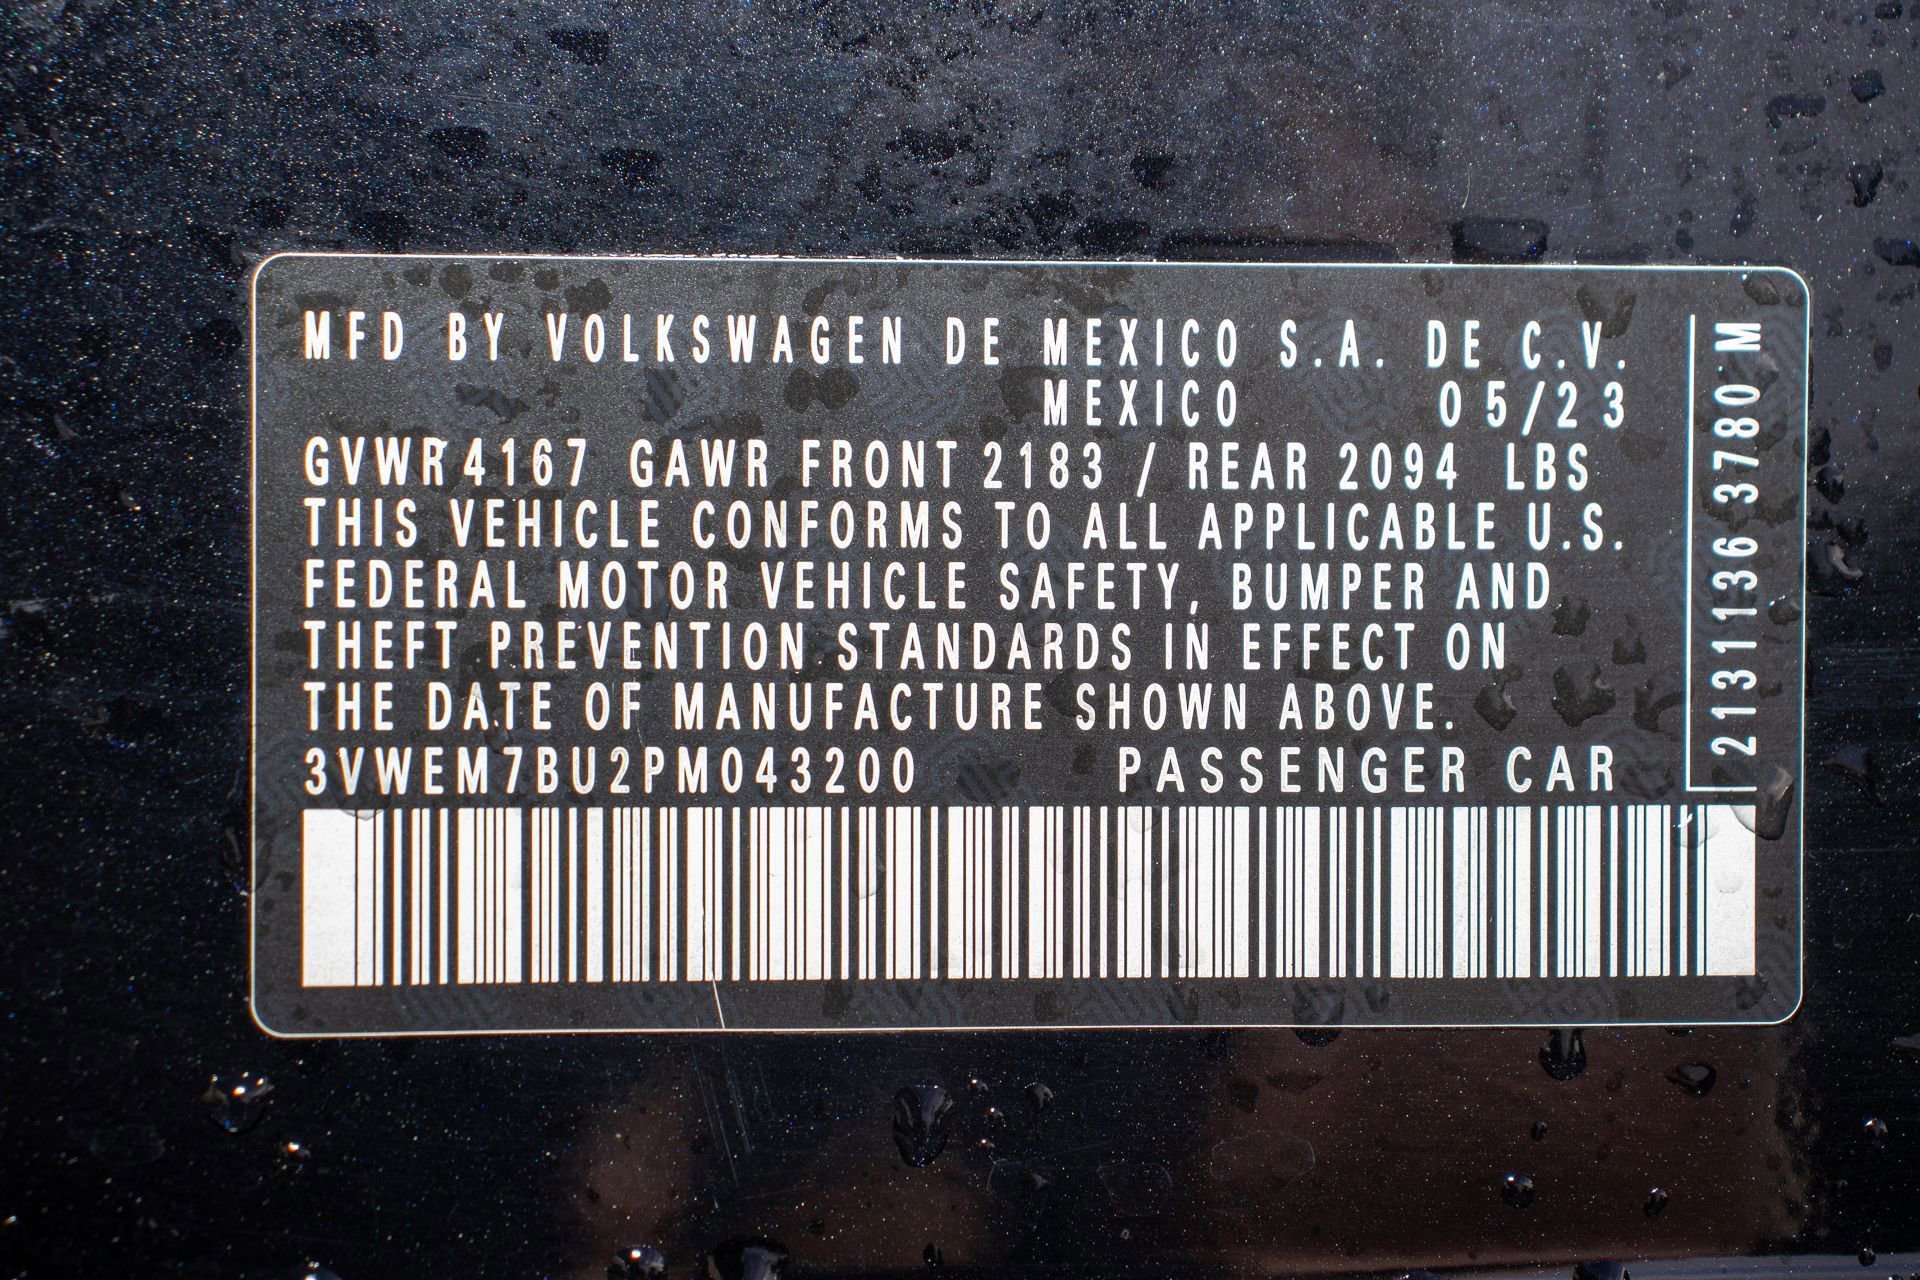 MFD BY VOLKSWAGEN DE MEXICO S.A. DE C.V.
MEXICO 05/23
GVWR 4167 GAWR FRONT 2183 / REAR 2094 LBS
THIS VEHICLE CONFORMS TO ALL APPLICABLE U.S.
FEDERAL MOTOR VEHICLE SAFETY, BUMPER AND
THEFT PREVENTION STANDARDS IN EFFECT ON
THE DATE OF MANUFACTURE SHOWN ABOVE.
3VWEM7BU2PM043200 PASSENGER CAR
2131136 3780 M